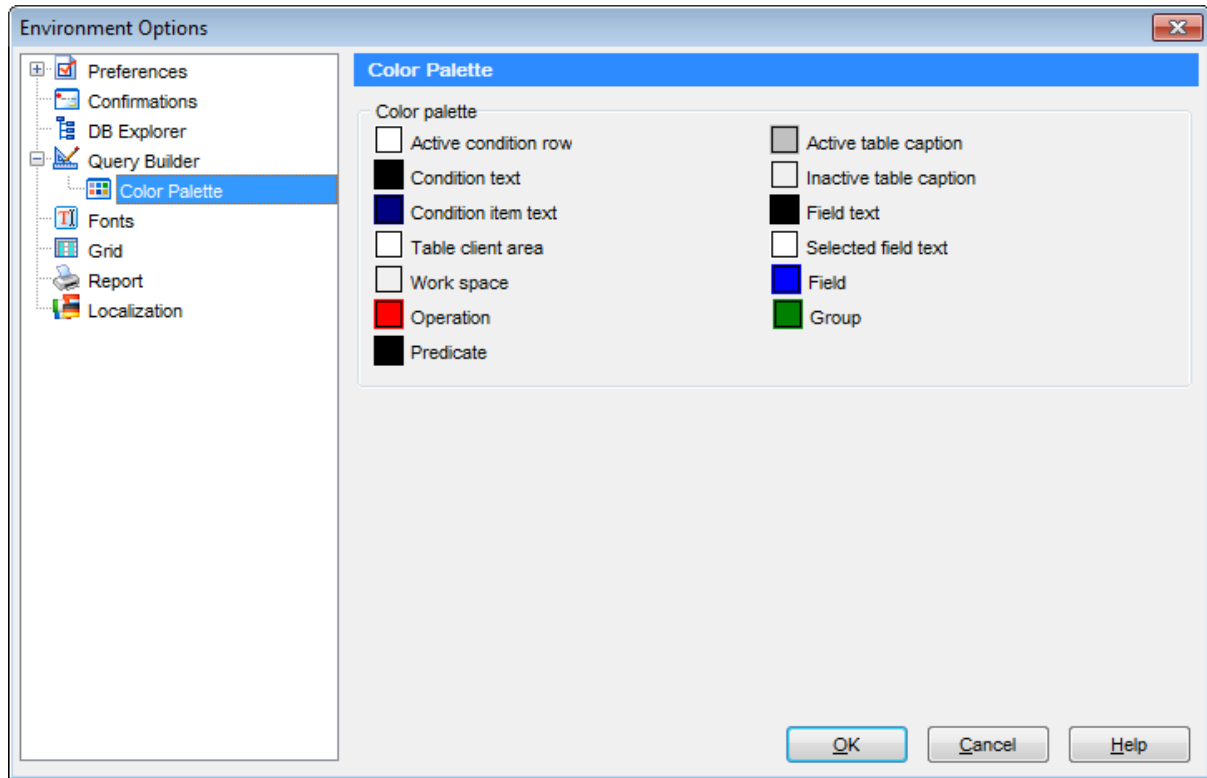 Environment Options
Preferences
Confirmations
DB Explorer
Query Builder
Color Palette
Fonts
Grid
Report
Localization
Color Palette
Color palette
Active condition row
Condition text
Condition item text
Table client area
Work space
Operation
Predicate
Active table caption
Inactive table caption
Field text
Selected field text
Field
Group
OK
Cancel
Help